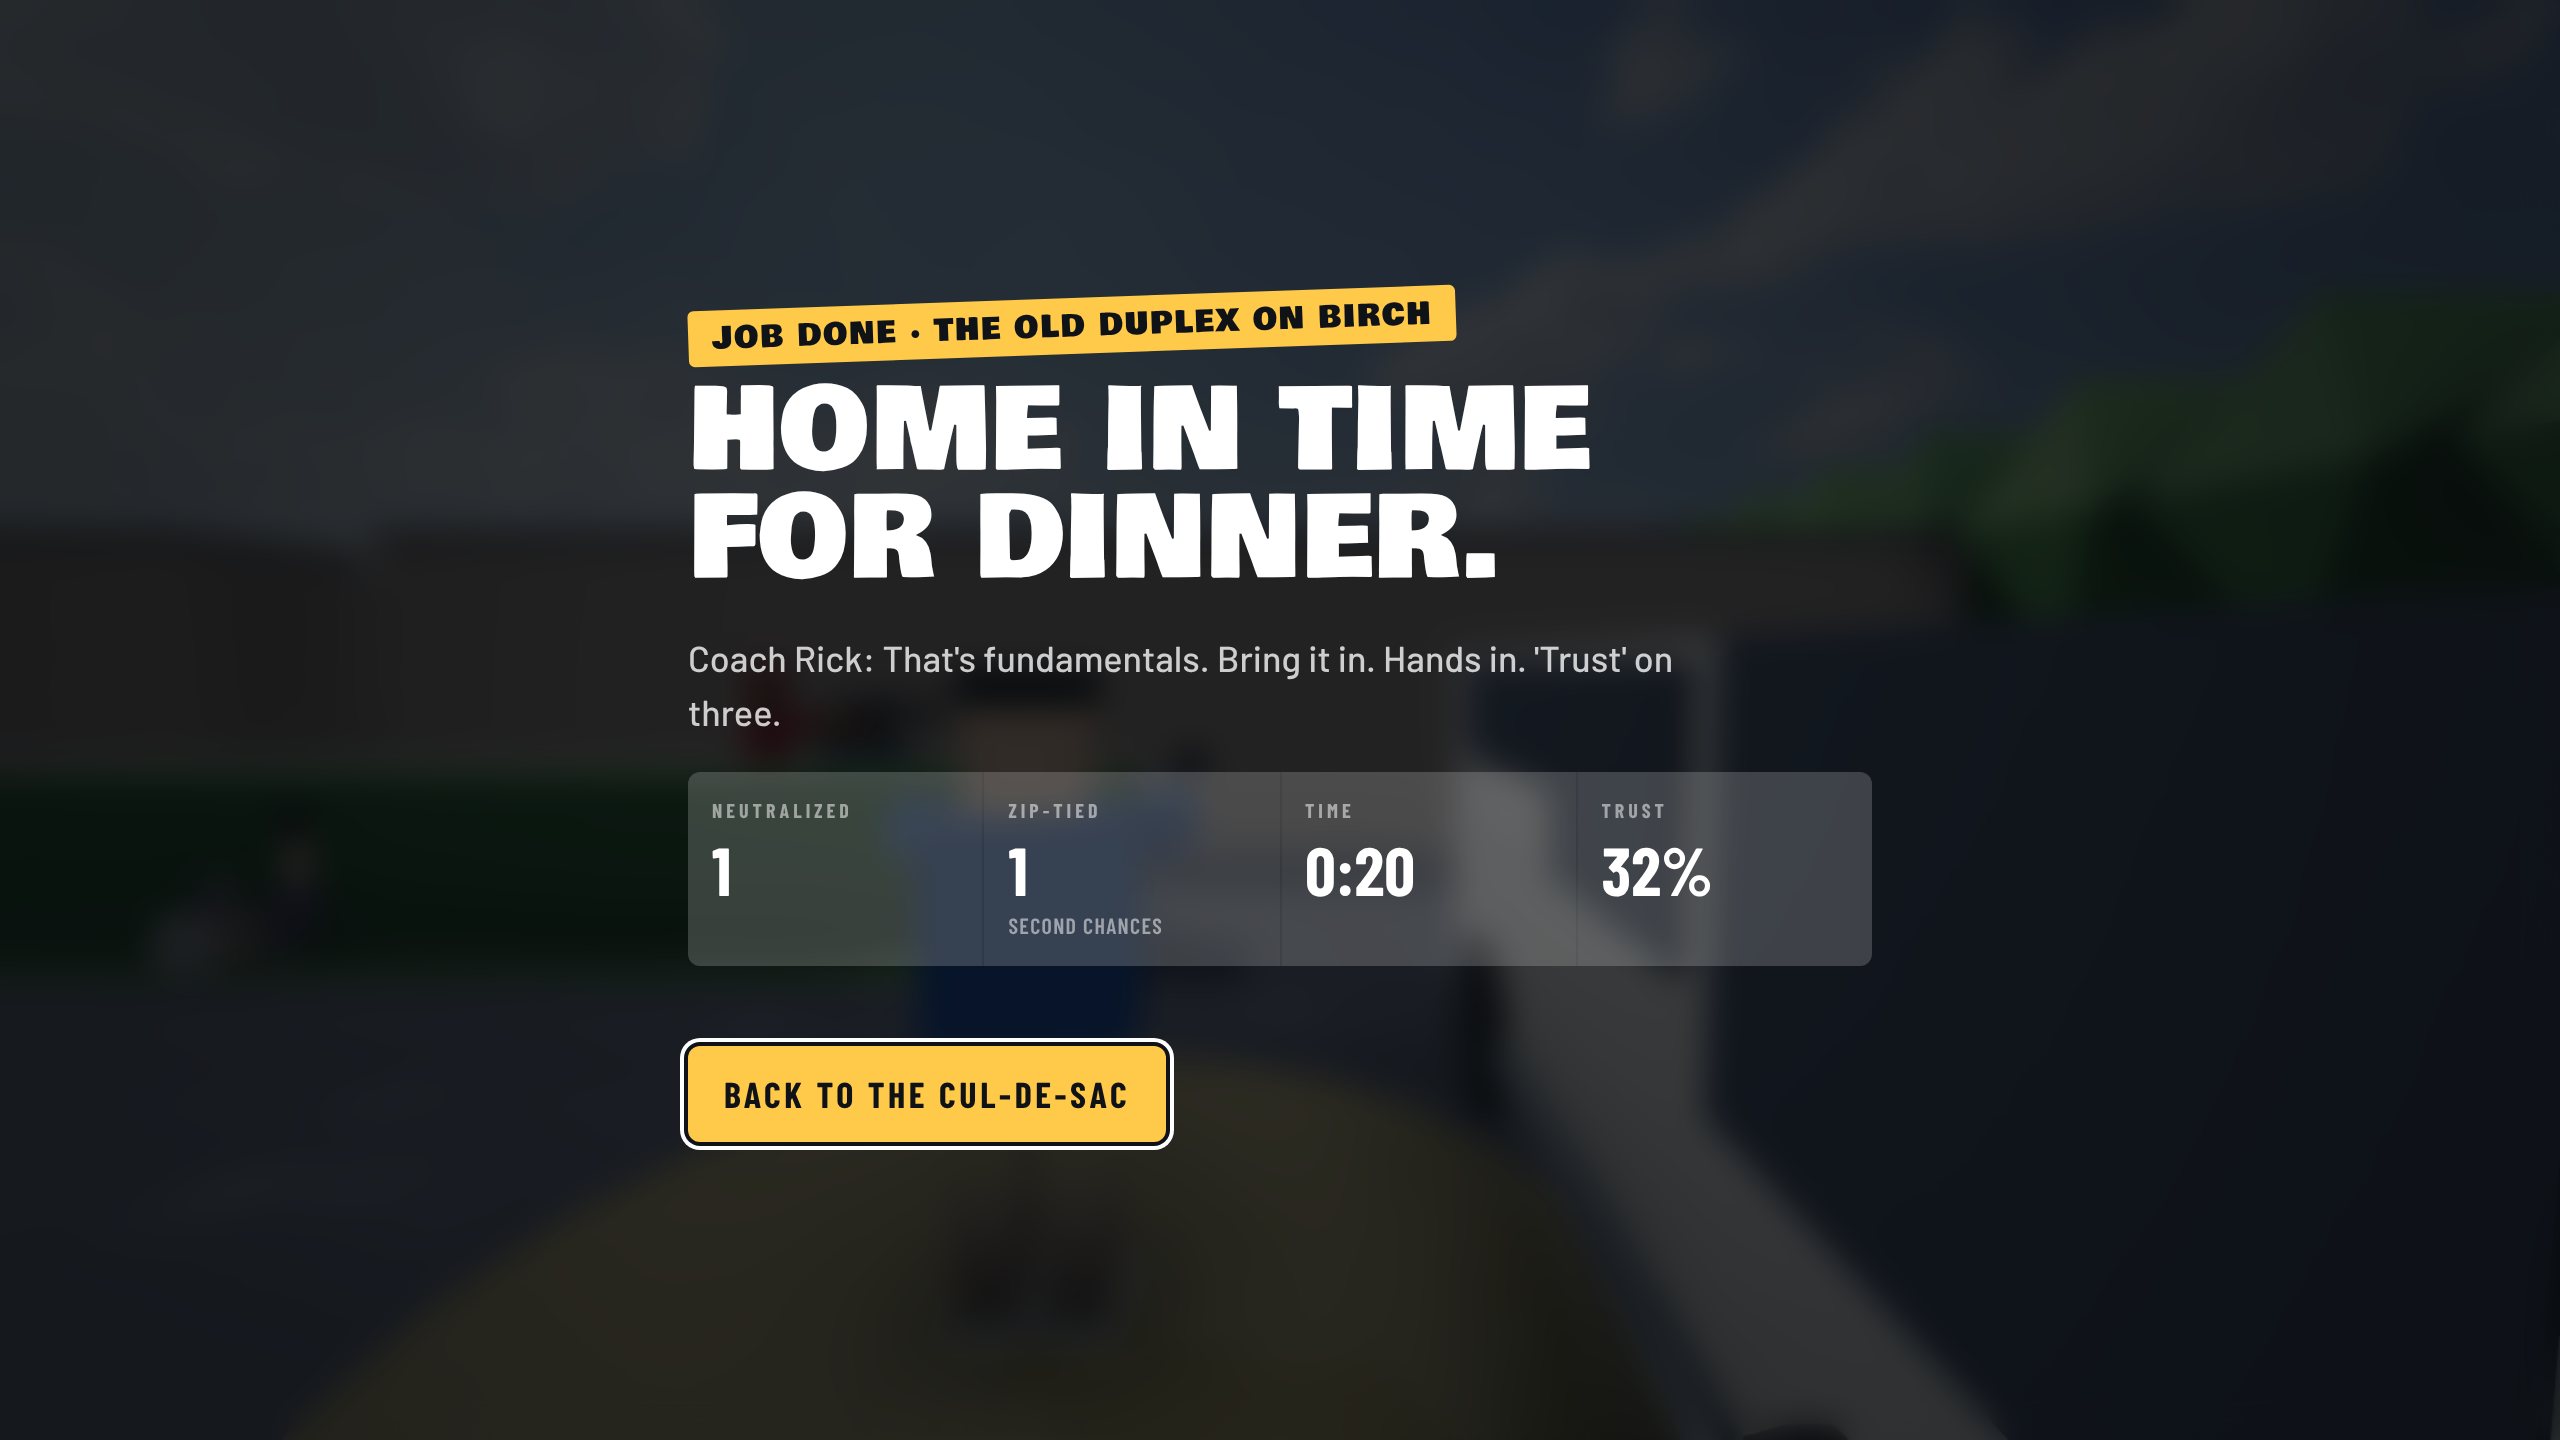 JOB DONE · THE OLD DUPLEX ON BIRCH
HOME IN TIME
FOR DINNER.
Coach Rick: That's fundamentals. Bring it in. Hands in. 'Trust' on
three.
NEUTRALIZED
1
ZIP-TIED
1
SECOND CHANCES
TIME
0:20
TRUST
32%
BACK TO THE CUL-DE-SAC